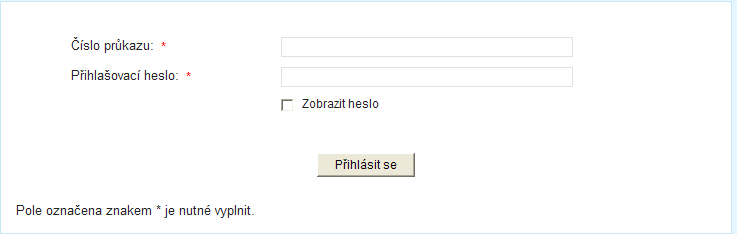 Číslo průkazu: *
Přihlašovací heslo: *
Zobrazit heslo
Přihlásit se
Pole označena znakem * je nutné vyplnit.